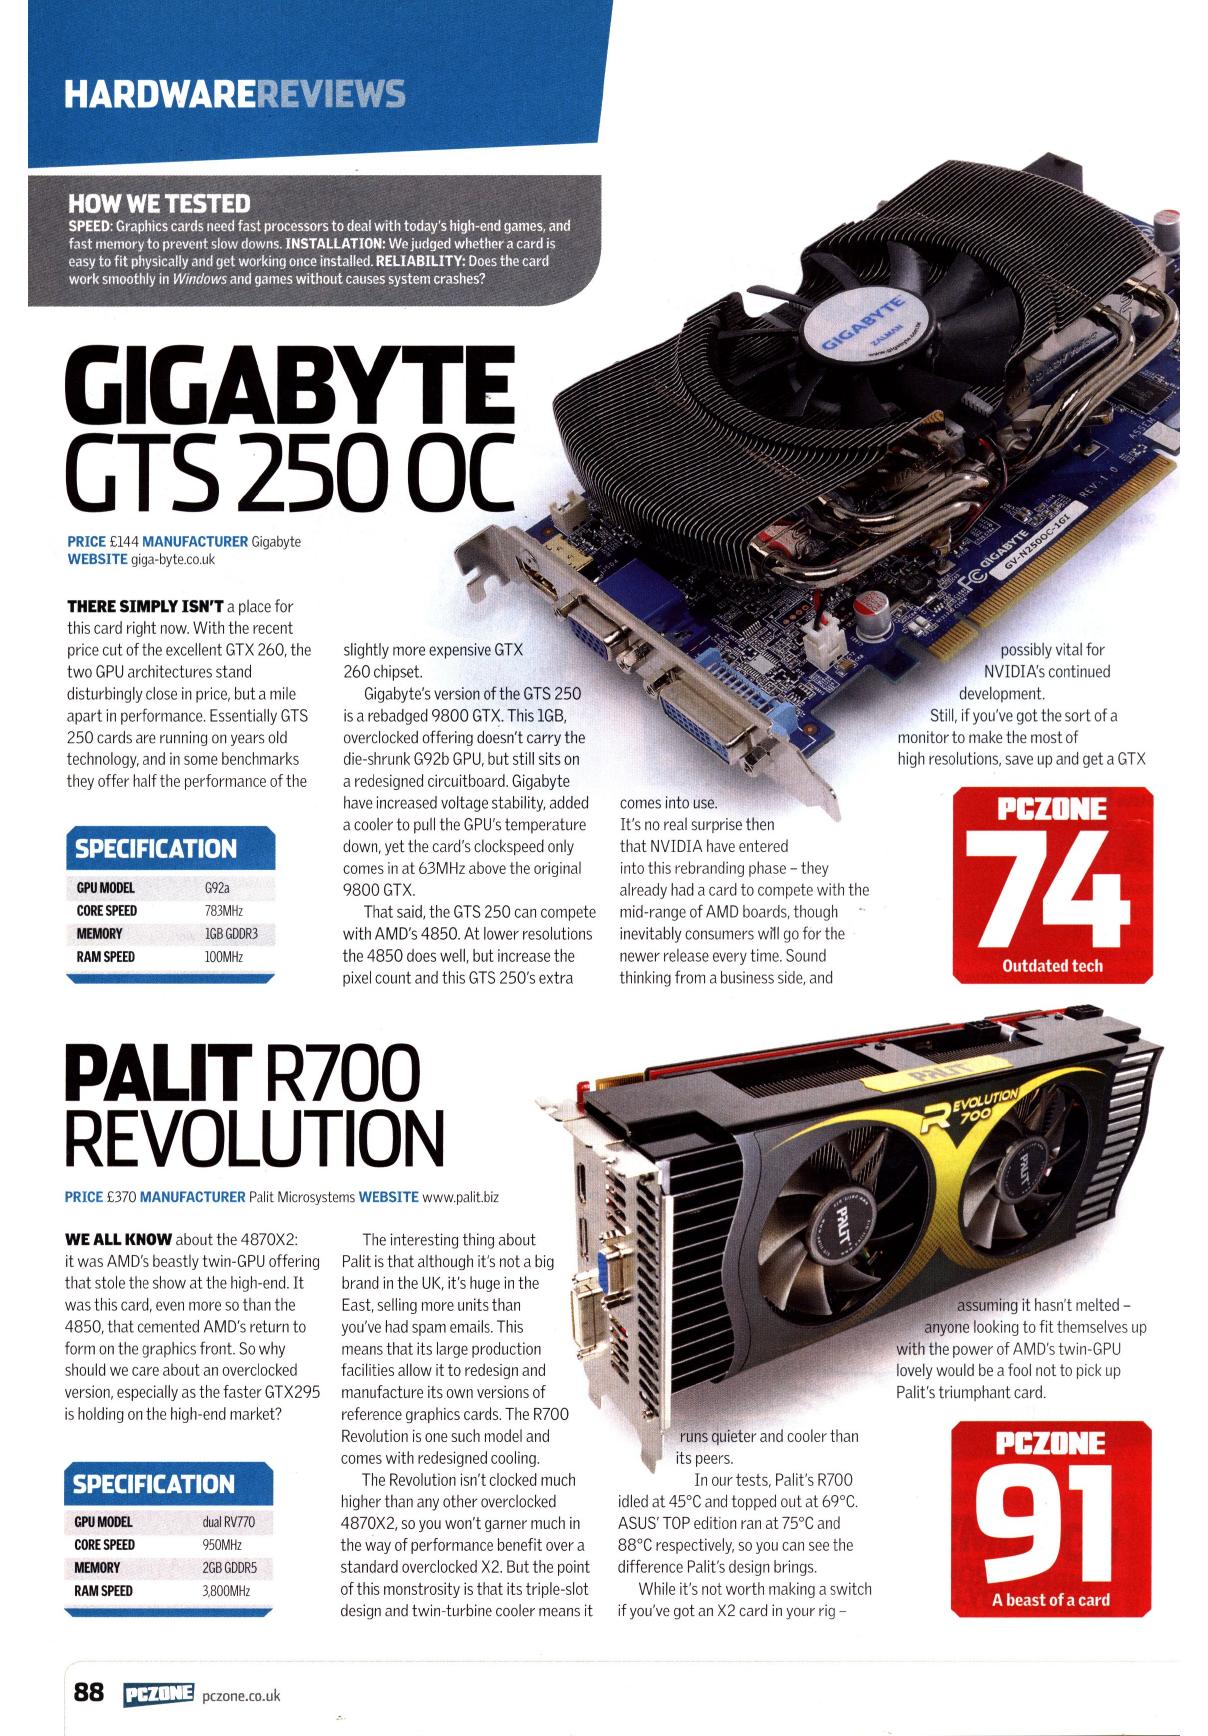 HARDWAREREVIEWS
HOW WE TESTED
SPEED: Graphics cards need fast processors to deal with today's high-end games, and
fast memory to prevent slow downs. INSTALLATION: We judged whether a card is
easy to fit physically and get working once installed. RELIABILITY: Does the card
work smoothly in Windows and games without causes system crashes?
GIGABYTE
GTS 250 OC
PRICE £144 MANUFACTURER Gigabyte
WEBSITE giga-byte.co.uk
THERE SIMPLY ISN'T a place for
this card right now. With the recent
price cut of the excellent GTX 260, the
two GPU architectures stand
disturbingly close in price, but a mile
apart in performance. Essentially GTS
250 cards are running on years old
technology, and in some benchmarks
they offer half the performance of the
slightly more expensive GTX
260 chipset.
Gigabyte's version of the GTS 250
is a rebadged 9800 GTX. This 1GB,
overclocked offering doesn't carry the
die-shrunk G92b GPU, but still sits on
a redesigned circuitboard. Gigabyte
have increased voltage stability, added
a cooler to pull the GPU's temperature
down, yet the card's clockspeed only
comes in at 63MHz above the original
9800 GTX.
That said, the GTS 250 can compete
with AMD's 4850. At lower resolutions
the 4850 does well, but increase the
pixel count and this GTS 250's extra
comes into use.
It's no real surprise then
that NVIDIA have entered
into this rebranding phase – they
already had a card to compete with the
mid-range of AMD boards, though
inevitably consumers will go for the
newer release every time. Sound
thinking from a business side, and
possibly vital for
NVIDIA's continued
development.
Still, if you've got the sort of a
monitor to make the most of
high resolutions, save up and get a GTX
SPECIFICATION
GPU MODEL G92a
CORE SPEED 783MHz
MEMORY 1GB GDDR3
RAM SPEED 100MHz
GIGABYTE
ZALMAN
www.gigabyte.com.tw
ASSEM
REV: 1.0
FC GIGABYTE
GV-N250OC-1GI
PCZONE
74
Outdated tech
PALIT R700
REVOLUTION
PRICE £370 MANUFACTURER Palit Microsystems WEBSITE www.palit.biz
WE ALL KNOW about the 4870X2:
it was AMD's beastly twin-GPU offering
that stole the show at the high-end. It
was this card, even more so than the
4850, that cemented AMD's return to
form on the graphics front. So why
should we care about an overclocked
version, especially as the faster GTX295
is holding on the high-end market?
The interesting thing about
Palit is that although it's not a big
brand in the UK, it's huge in the
East, selling more units than
you've had spam emails. This
means that its large production
facilities allow it to redesign and
manufacture its own versions of
reference graphics cards. The R700
Revolution is one such model and
comes with redesigned cooling.
The Revolution isn't clocked much
higher than any other overclocked
4870X2, so you won't garner much in
the way of performance benefit over a
standard overclocked X2. But the point
of this monstrosity is that its triple-slot
design and twin-turbine cooler means it
runs quieter and cooler than
its peers.
In our tests, Palit's R700
idled at 45°C and topped out at 69°C.
ASUS' TOP edition ran at 75°C and
88°C respectively, so you can see the
difference Palit's design brings.
While it's not worth making a switch
if you've got an X2 card in your rig –
assuming it hasn't melted –
anyone looking to fit themselves up
with the power of AMD's twin-GPU
lovely would be a fool not to pick up
Palit's triumphant card.
SPECIFICATION
GPU MODEL dual RV770
CORE SPEED 950MHz
MEMORY 2GB GDDR5
RAM SPEED 3,800MHz
PALIT
REVOLUTION
700
PALIT
PALIT
PCZONE
91
A beast of a card
88 PCZONE pczone.co.uk